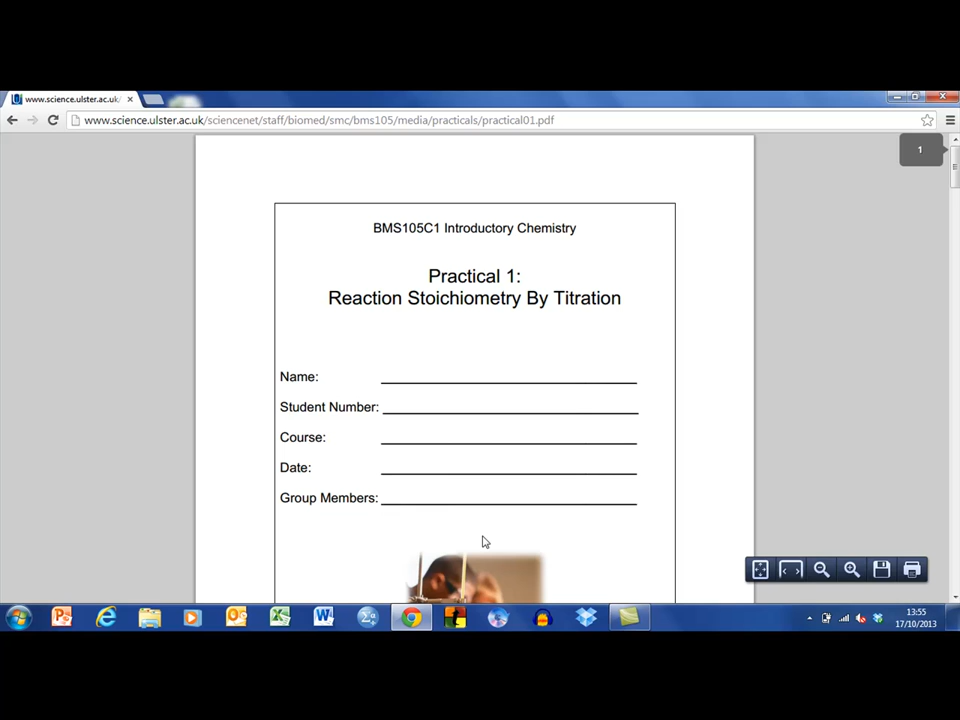 www.science.ulster.ac.uk/
www.science.ulster.ac.uk/sciencenet/staff/biomed/smc/bms105/media/practicals/practical01.pdf
1
BMS105C1 Introductory Chemistry
Practical 1:
Reaction Stoichiometry By Titration
Name:
Student Number:
Course:
Date:
Group Members:
13:55
17/10/2013